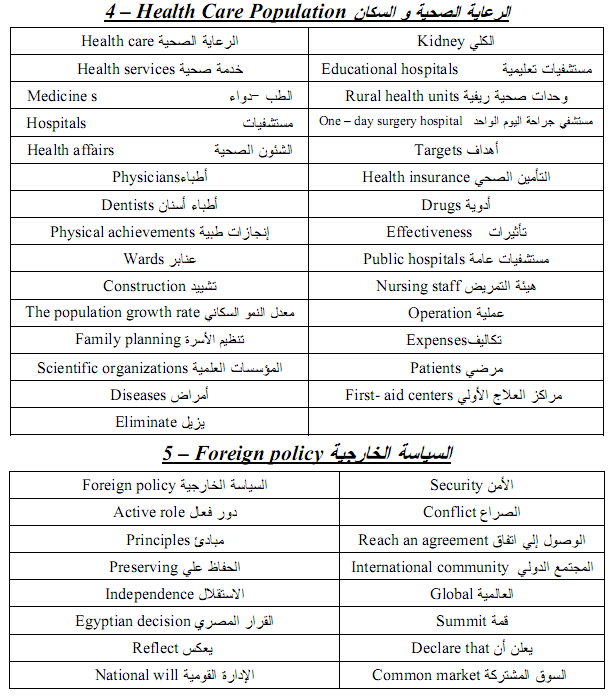 4 – Health Care Population الرعاية الصحية و السكان
Health care الرعاية الصحية
Kidney الكلي
Health services خدمة صحية
Educational hospitals مستشفيات تعليمية
Medicine s الطب –دواء
Rural health units وحدات صحية ريفية
Hospitals مستشفيات
One – day surgery hospital مستشفي جراحة اليوم الواحد
Health affairs الشئون الصحية
Targets أهداف
Physicians أطباء
Health insurance التأمين الصحي
Dentists أطباء أسنان
Drugs أدوية
Physical achievements إنجازات طبية
Effectiveness تأثيرات
Wards عنابر
Public hospitals مستشفيات عامة
Construction تشييد
Nursing staff هيئة التمريض
The population growth rate معدل النمو السكاني
Operation عملية
Family planning تنظيم الأسرة
Expenses تكاليف
Scientific organizations المؤسسات العلمية
Patients مرضي
Diseases أمراض
First- aid centers مراكز العلاج الأولي
Eliminate يزيل
5 – Foreign policy السياسة الخارجية
Foreign policy السياسة الخارجية
Security الأمن
Active role دور فعال
Conflict الصراع
Principles مبادئ
Reach an agreement الوصول إلي اتفاق
Preserving الحفاظ علي
International community المجتمع الدولي
Independence الاستقلال
Global العالمية
Egyptian decision القرار المصري
Summit قمة
Reflect يعكس
Declare that يعلن أن
National will الإدارة القومية
Common market السوق المشتركة